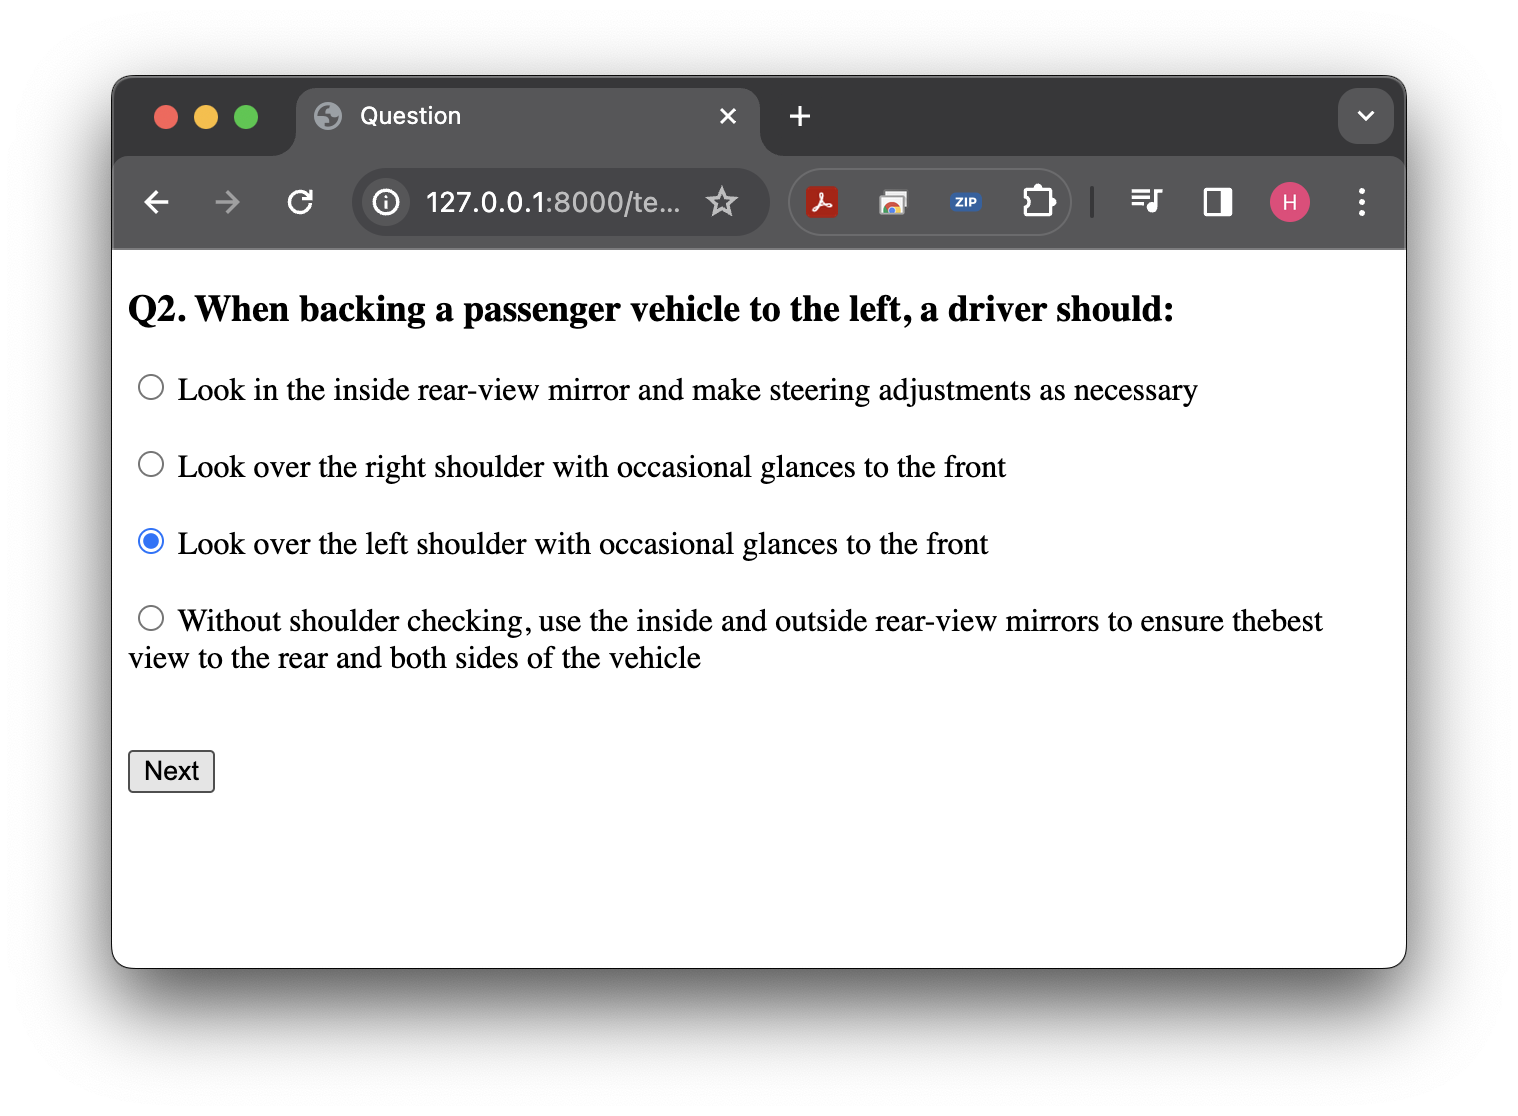 Question
127.0.0.1:8000/te...
ZIP
H
Q2. When backing a passenger vehicle to the left, a driver should:
Look in the inside rear-view mirror and make steering adjustments as necessary
Look over the right shoulder with occasional glances to the front
Look over the left shoulder with occasional glances to the front
Without shoulder checking, use the inside and outside rear-view mirrors to ensure thebest
view to the rear and both sides of the vehicle
Next